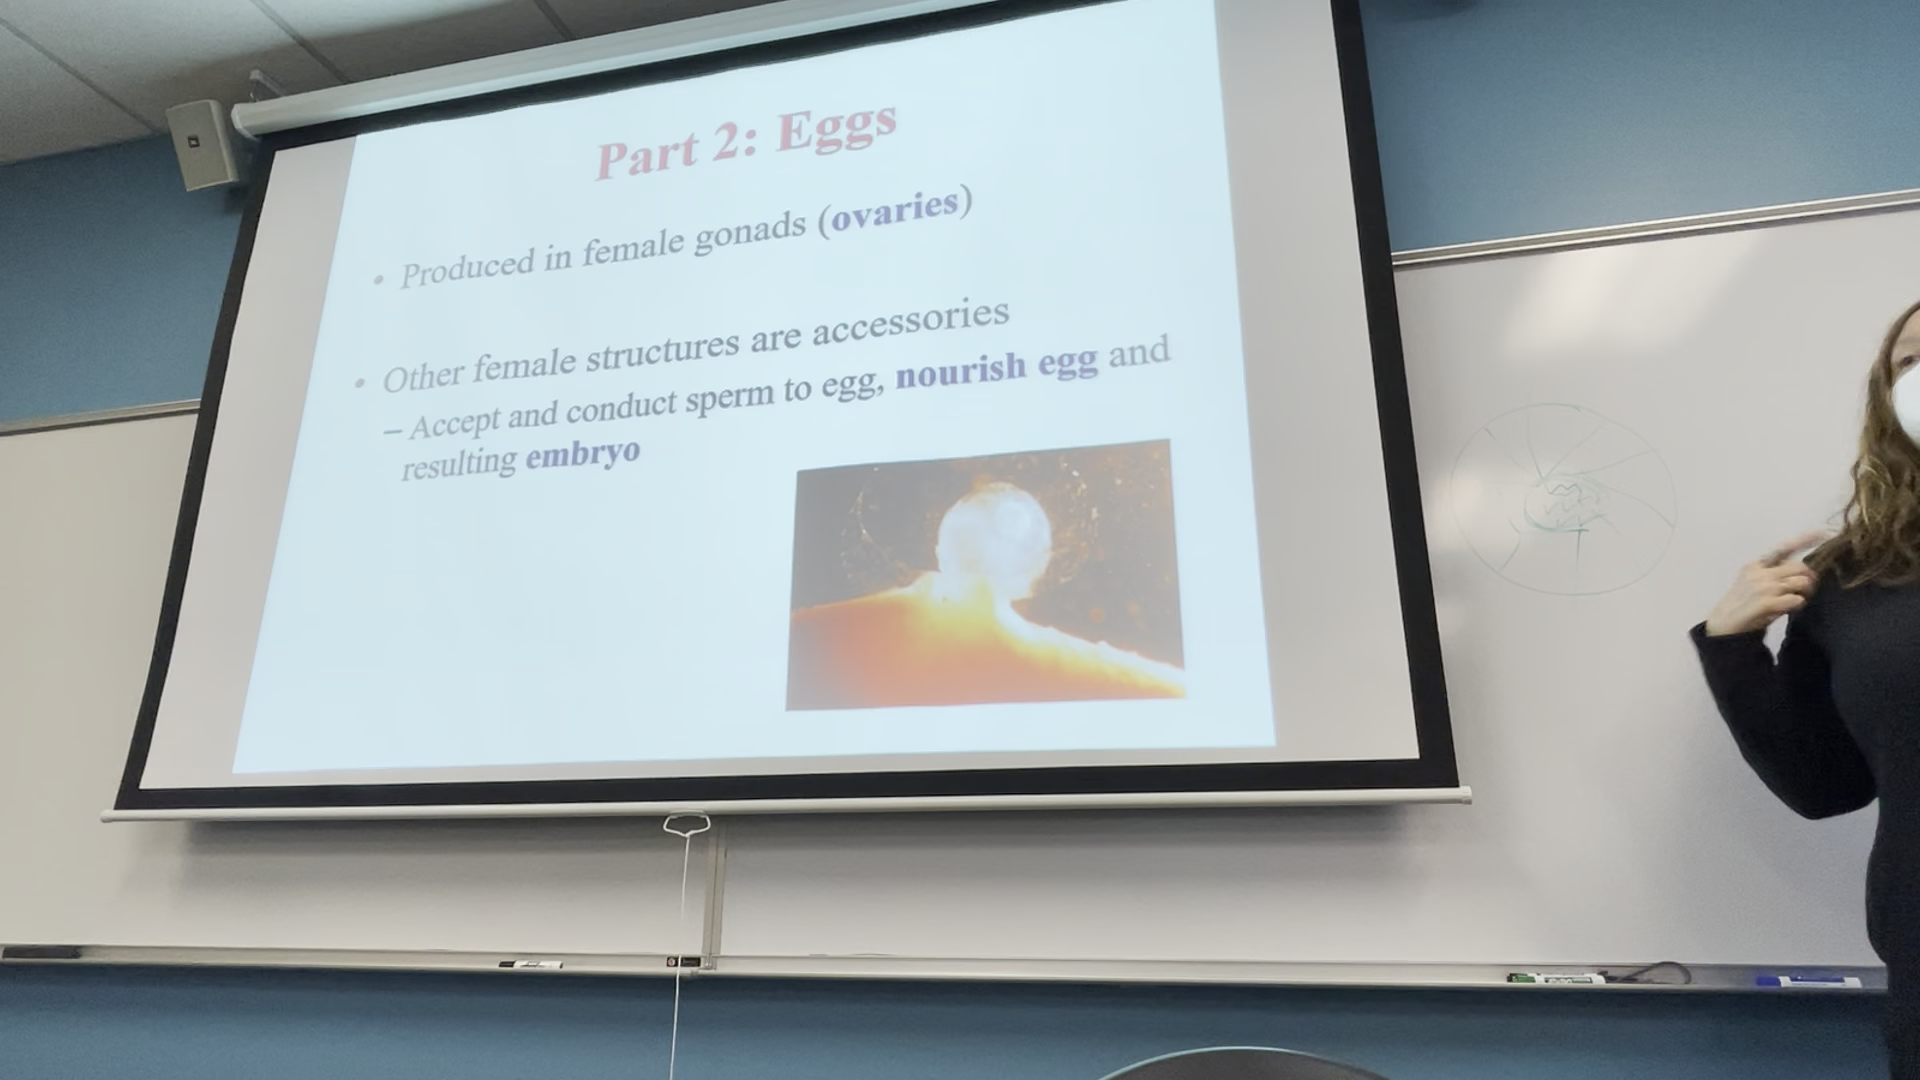 Part 2: Eggs
• Produced in female gonads (ovaries)
• Other female structures are accessories
– Accept and conduct sperm to egg, nourish egg and
resulting embryo